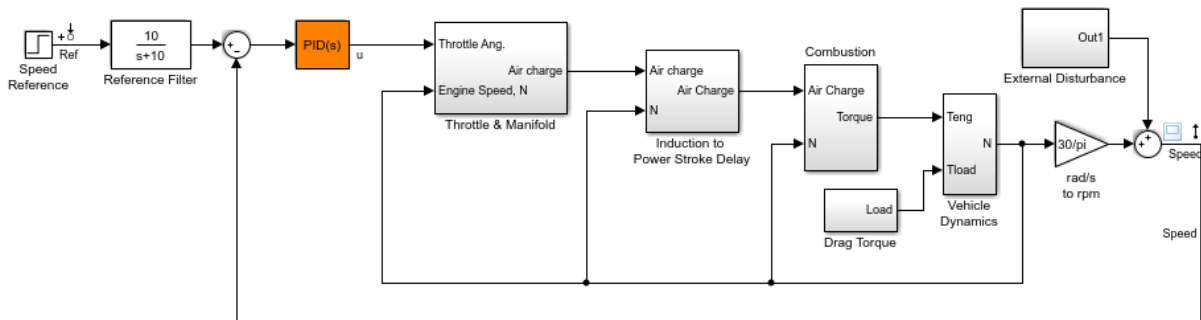 Speed
Reference
Ref
10
s+10
Reference Filter
PID(s)
u
Throttle Ang.
Air charge
Engine Speed, N
Throttle & Manifold
Air charge
Air Charge
N
Induction to
Power Stroke Delay
Combustion
Air Charge
Torque
N
Load
Drag Torque
Teng
N
Tload
Vehicle
Dynamics
30/pi
rad/s
to rpm
Out1
External Disturbance
Speed
Speed